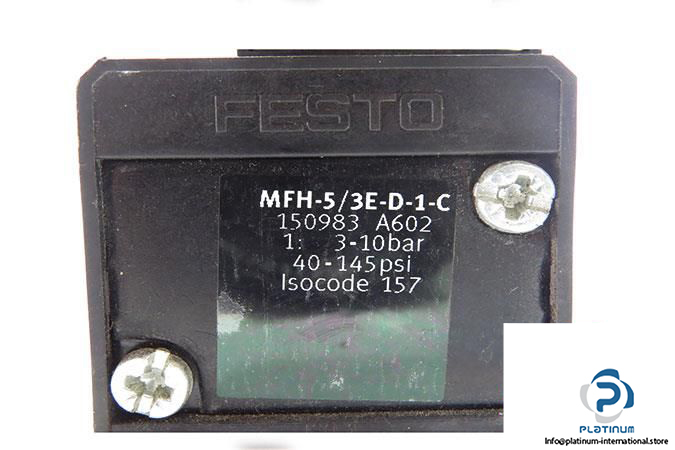 FESTO
MFH-5/3E-D-1-C
150983 A602
1: 3-10bar
40-145psi
Isocode 157
PLATINUM
Info@platinum-international.store